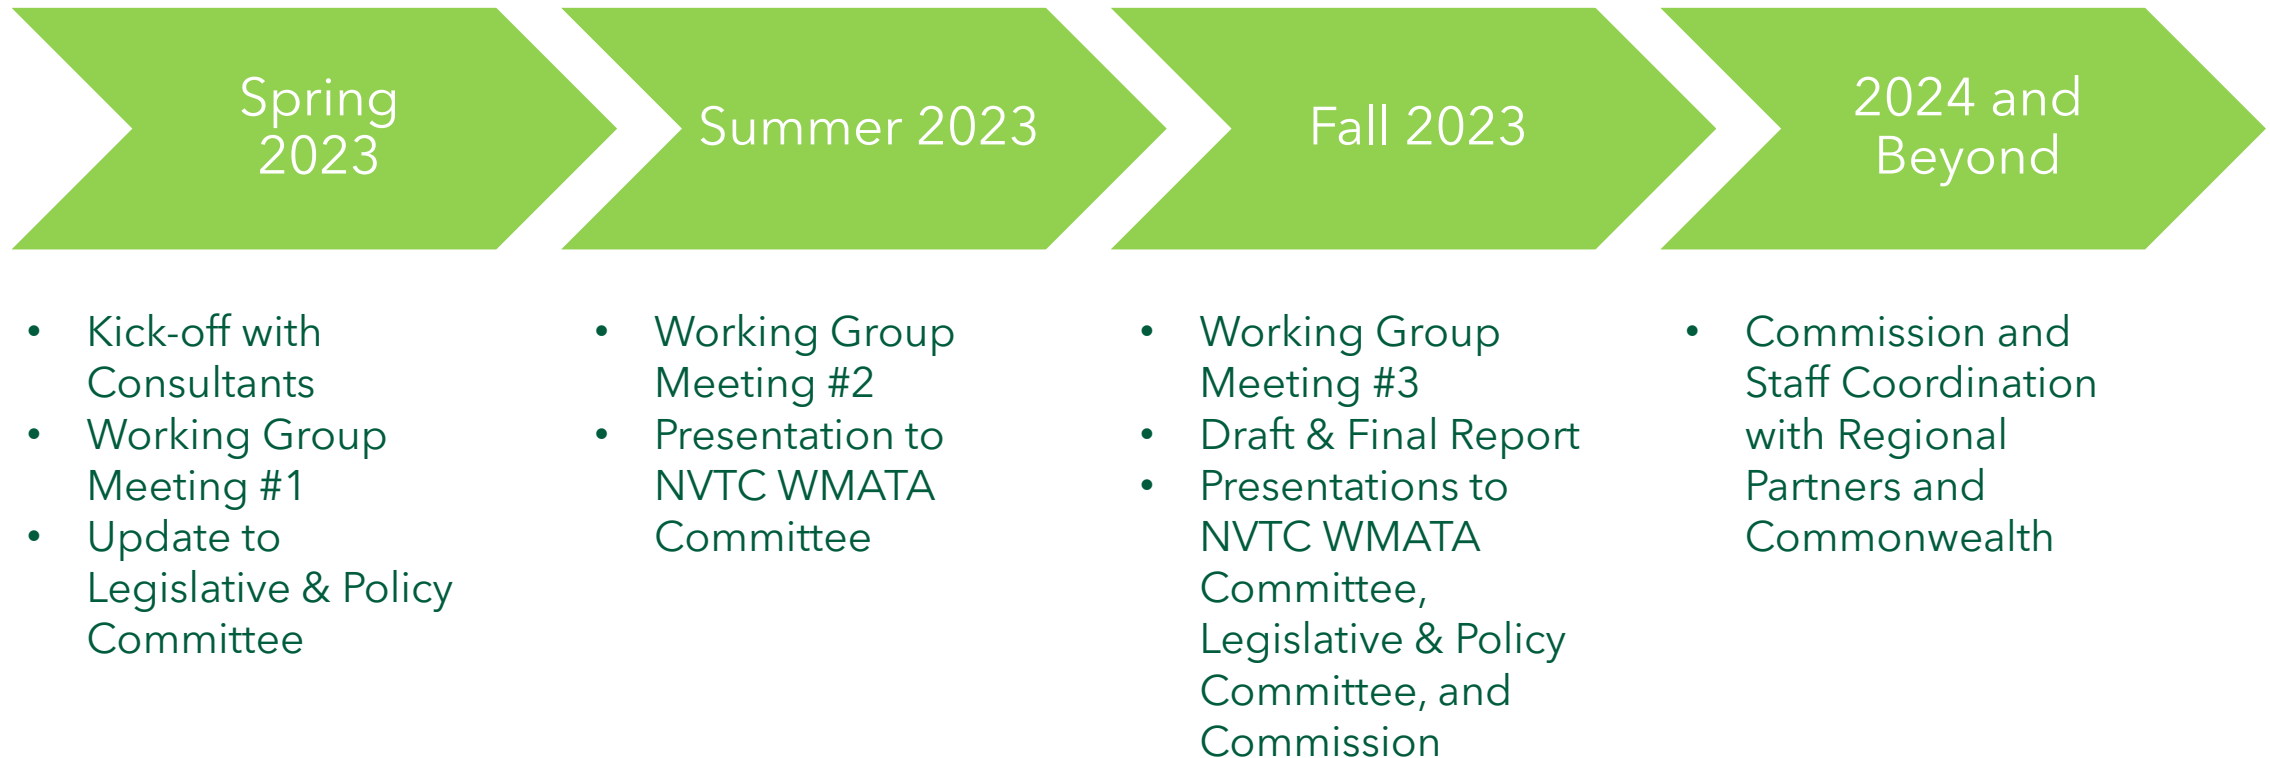 Spring
2023
Summer 2023
Fall 2023
2024 and
Beyond
• Kick-off with
Consultants
• Working Group
Meeting #1
• Update to
Legislative & Policy
Committee
• Working Group
Meeting #2
• Presentation to
NVTC WMATA
Committee
• Working Group
Meeting #3
• Draft & Final Report
• Presentations to
NVTC WMATA
Committee,
Legislative & Policy
Committee, and
Commission
• Commission and
Staff Coordination
with Regional
Partners and
Commonwealth